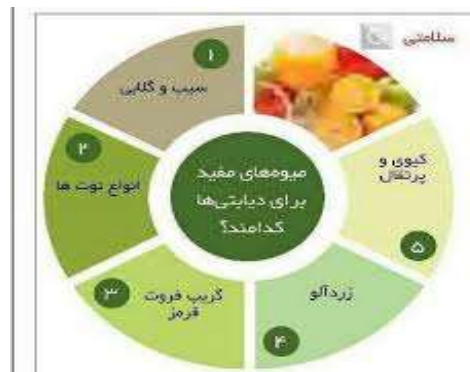 سلامتی
میوه‌های مفید
برای دیابتی‌ها
کدامند؟
۱
سیب و گلابی
۲
انواع توت ها
۳
گریپ فروت
قرمز
۴
زردآلو
۵
کیوی و
پرتقال